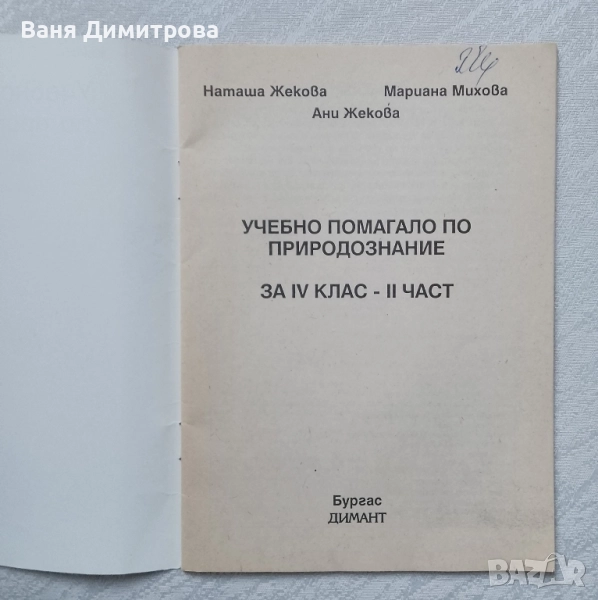 Ваня Димитрова
Наташа Жекова Мариана Михова
Ани Жекова
УЧЕБНО ПОМАГАЛО ПО
ПРИРОДОЗНАНИЕ
ЗА IV КЛАС - II ЧАСТ
Бургас
ДИМАНТ
BAZAR